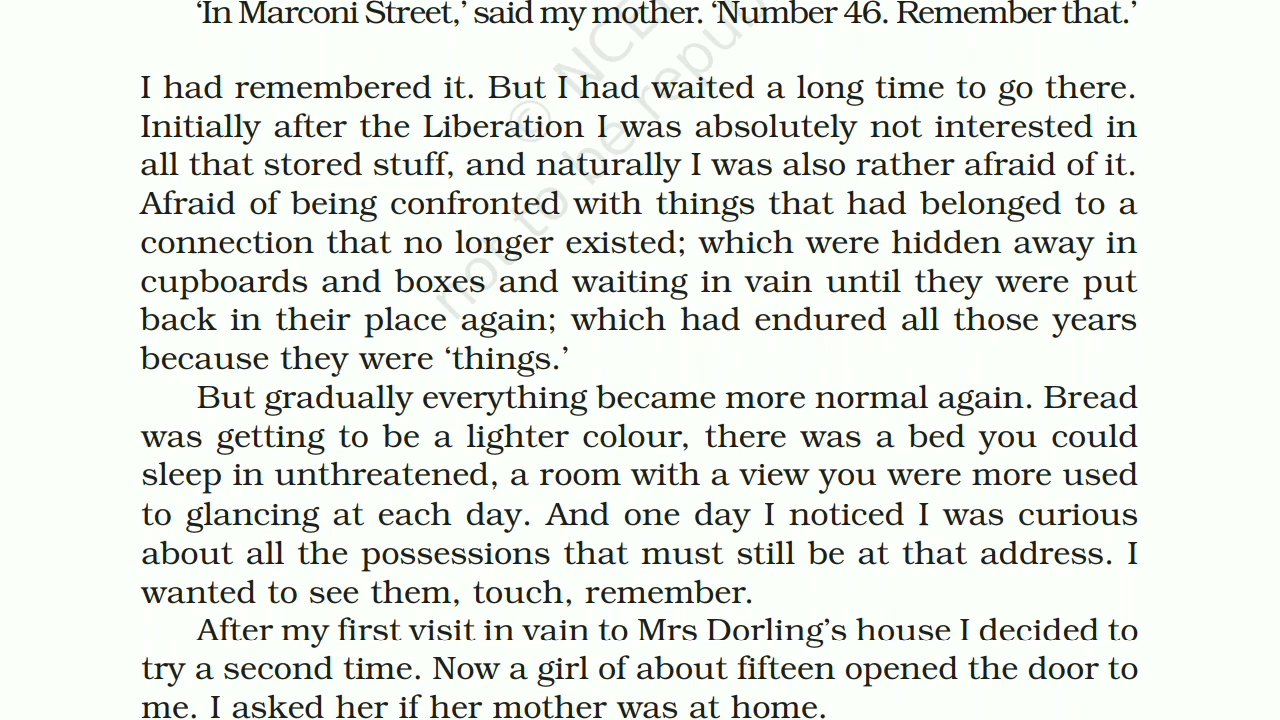 ‘In Marconi Street,’ said my mother. ‘Number 46. Remember that.’
I had remembered it. But I had waited a long time to go there.
Initially after the Liberation I was absolutely not interested in
all that stored stuff, and naturally I was also rather afraid of it.
Afraid of being confronted with things that had belonged to a
connection that no longer existed; which were hidden away in
cupboards and boxes and waiting in vain until they were put
back in their place again; which had endured all those years
because they were ‘things.’
But gradually everything became more normal again. Bread
was getting to be a lighter colour, there was a bed you could
sleep in unthreatened, a room with a view you were more used
to glancing at each day. And one day I noticed I was curious
about all the possessions that must still be at that address. I
wanted to see them, touch, remember.
After my first visit in vain to Mrs Dorling’s house I decided to
try a second time. Now a girl of about fifteen opened the door to
me. I asked her if her mother was at home.
© NCE
not to be repu